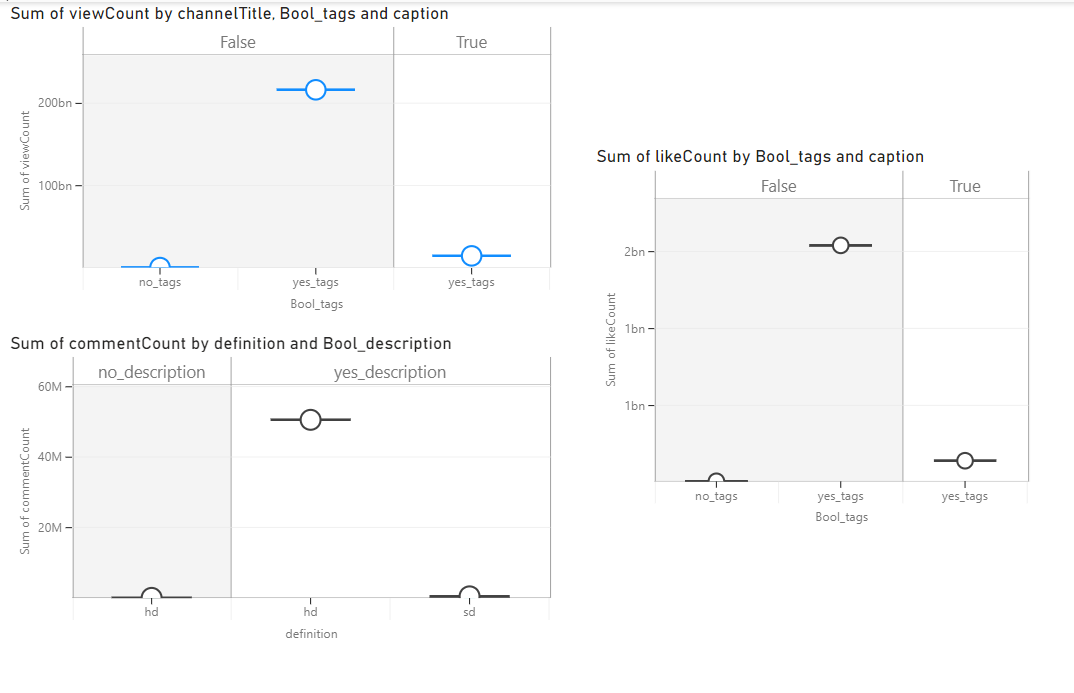 Sum of viewCount by channelTitle, Bool_tags and caption
False
True
200bn
100bn
Sum of viewCount
no_tags
yes_tags
yes_tags
Bool_tags
Sum of likeCount by Bool_tags and caption
False
True
2bn
1bn
1bn
Sum of likeCount
no_tags
yes_tags
yes_tags
Bool_tags
Sum of commentCount by definition and Bool_description
no_description
yes_description
60M
40M
20M
Sum of commentCount
hd
hd
sd
definition